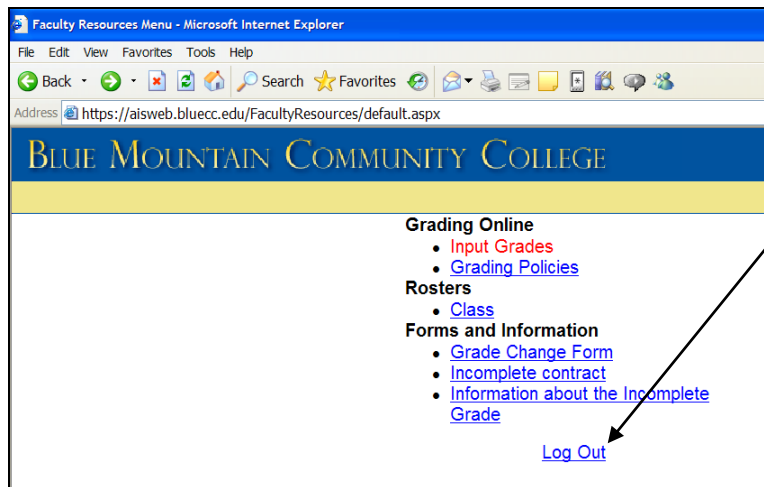 Faculty Resources Menu - Microsoft Internet Explorer
File Edit View Favorites Tools Help
Back Search Favorites
Address https://aisweb.bluecc.edu/FacultyResources/default.aspx
BLUE MOUNTAIN COMMUNITY COLLEGE
Grading Online
• Input Grades
• Grading Policies
Rosters
• Class
Forms and Information
• Grade Change Form
• Incomplete contract
• Information about the Incomplete
Grade
Log Out